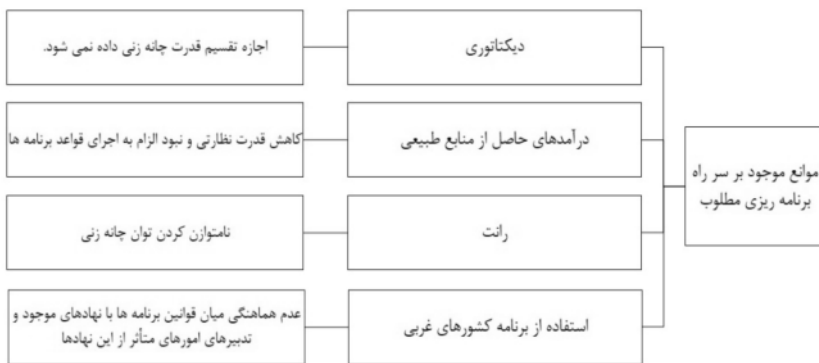 موانع موجود بر سر راه
برنامه ریزی مطلوب
دیکتاتوری
اجازه تقسیم قدرت چانه زنی داده نمی شود.
درآمدهای حاصل از منابع طبیعی
کاهش قدرت نظارتی و نبود الزام به اجرای قواعد برنامه ها
رانت
نامتوازن کردن توان چانه زنی
استفاده از برنامه کشورهای غربی
عدم هماهنگی میان قوانین برنامه ها با نهادهای موجود و
تدبیرهای امورهای متأثر از این نهادها